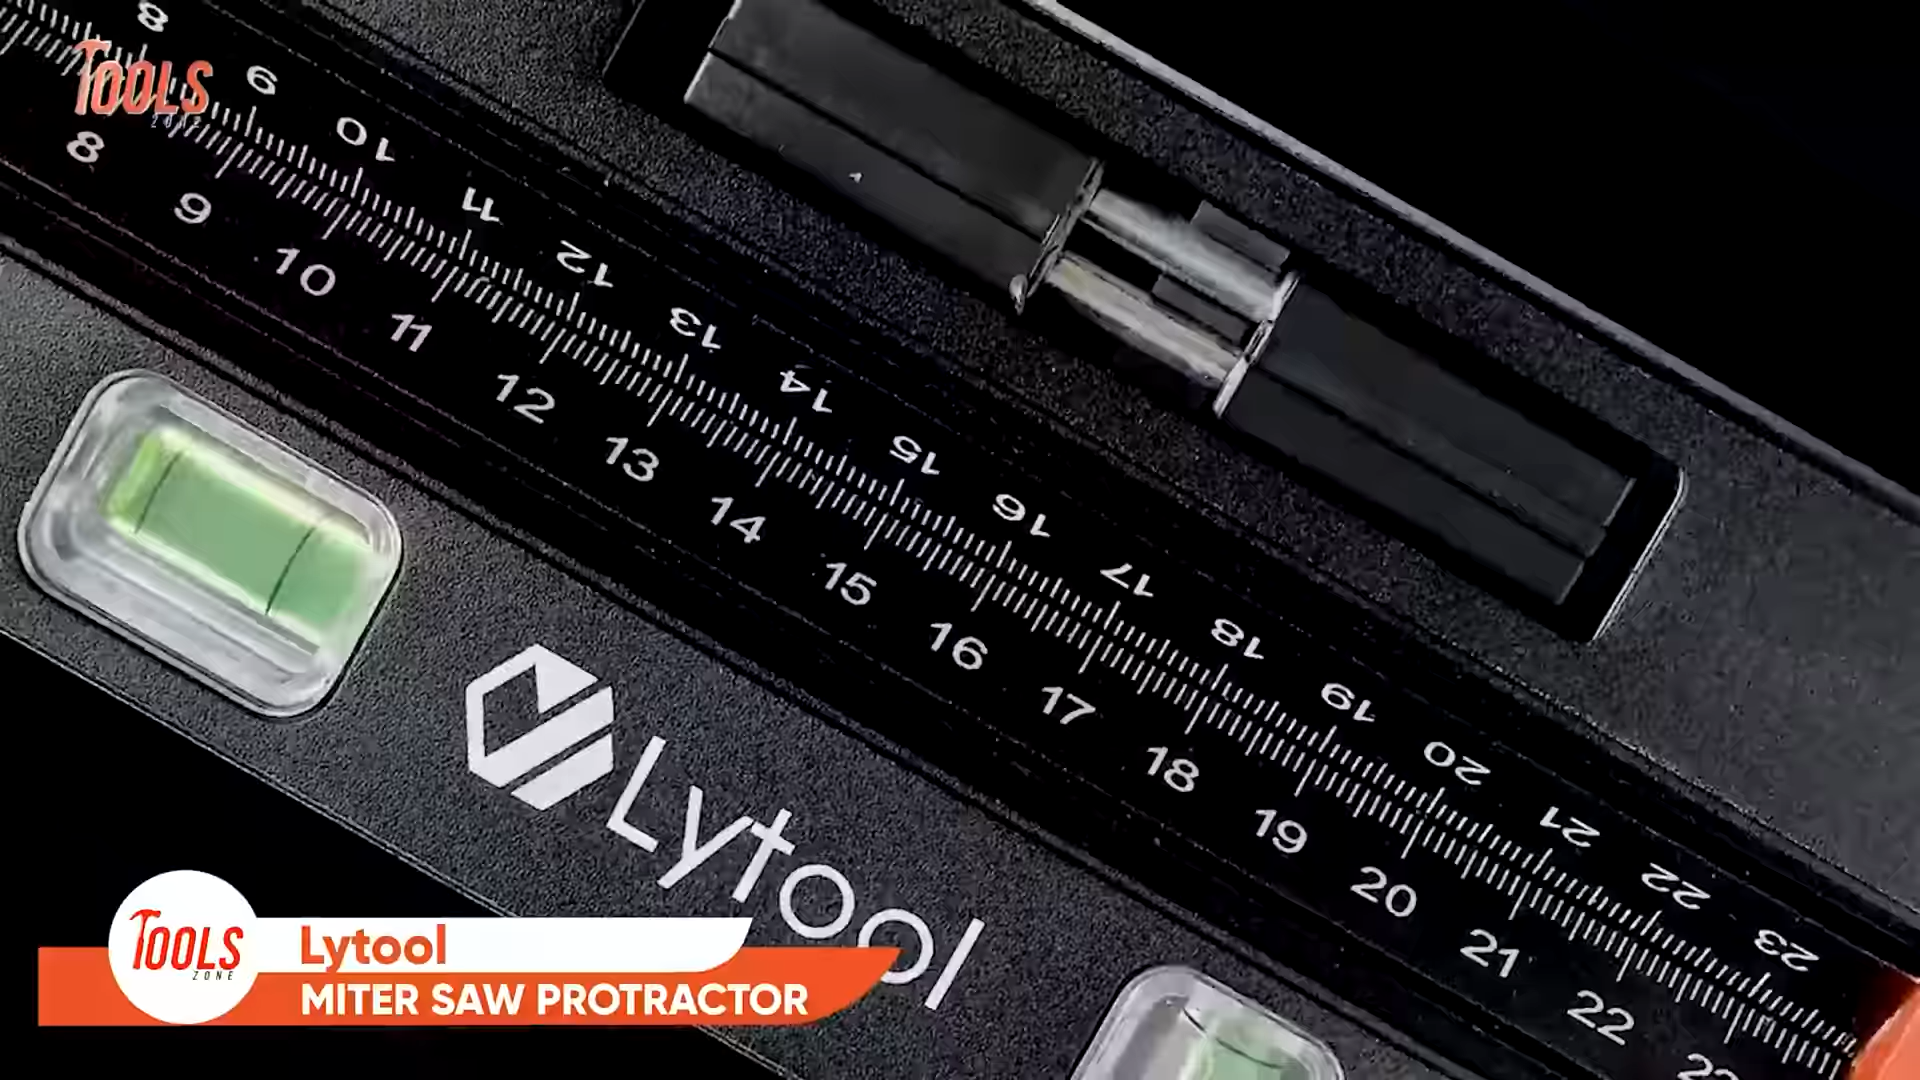 TOOLS
ZONE
8 9 10 11 12 13 14 15 16 17 18 19 20 21 22 23
8 9 10 11 12 13 14 15 16 17 18 19 20 21 22
Lytool
TOOLS
ZONE
Lytool
MITER SAW PROTRACTOR